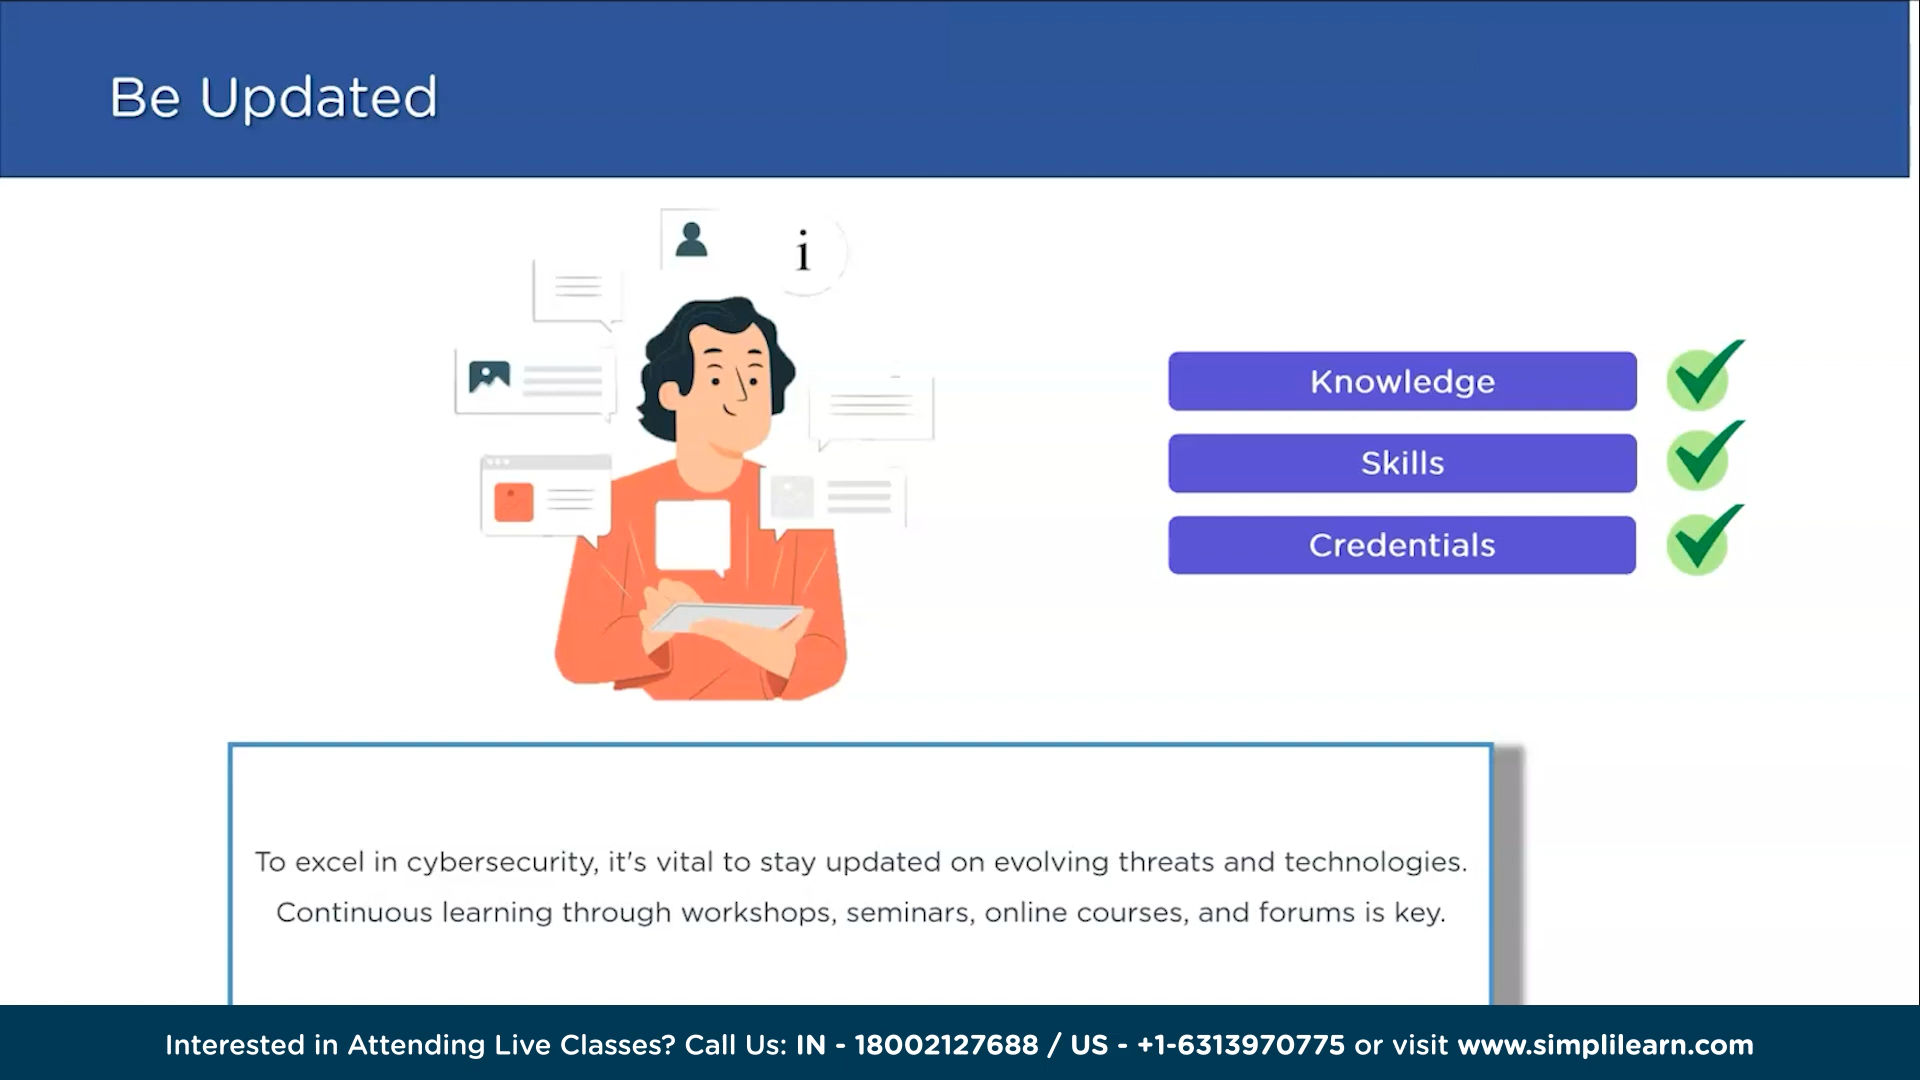 Be Updated
i
Knowledge
Skills
Credentials
To excel in cybersecurity, it's vital to stay updated on evolving threats and technologies.
Continuous learning through workshops, seminars, online courses, and forums is key.
Interested in Attending Live Classes? Call Us: IN - 18002127688 / US - +1-6313970775 or visit www.simplilearn.com